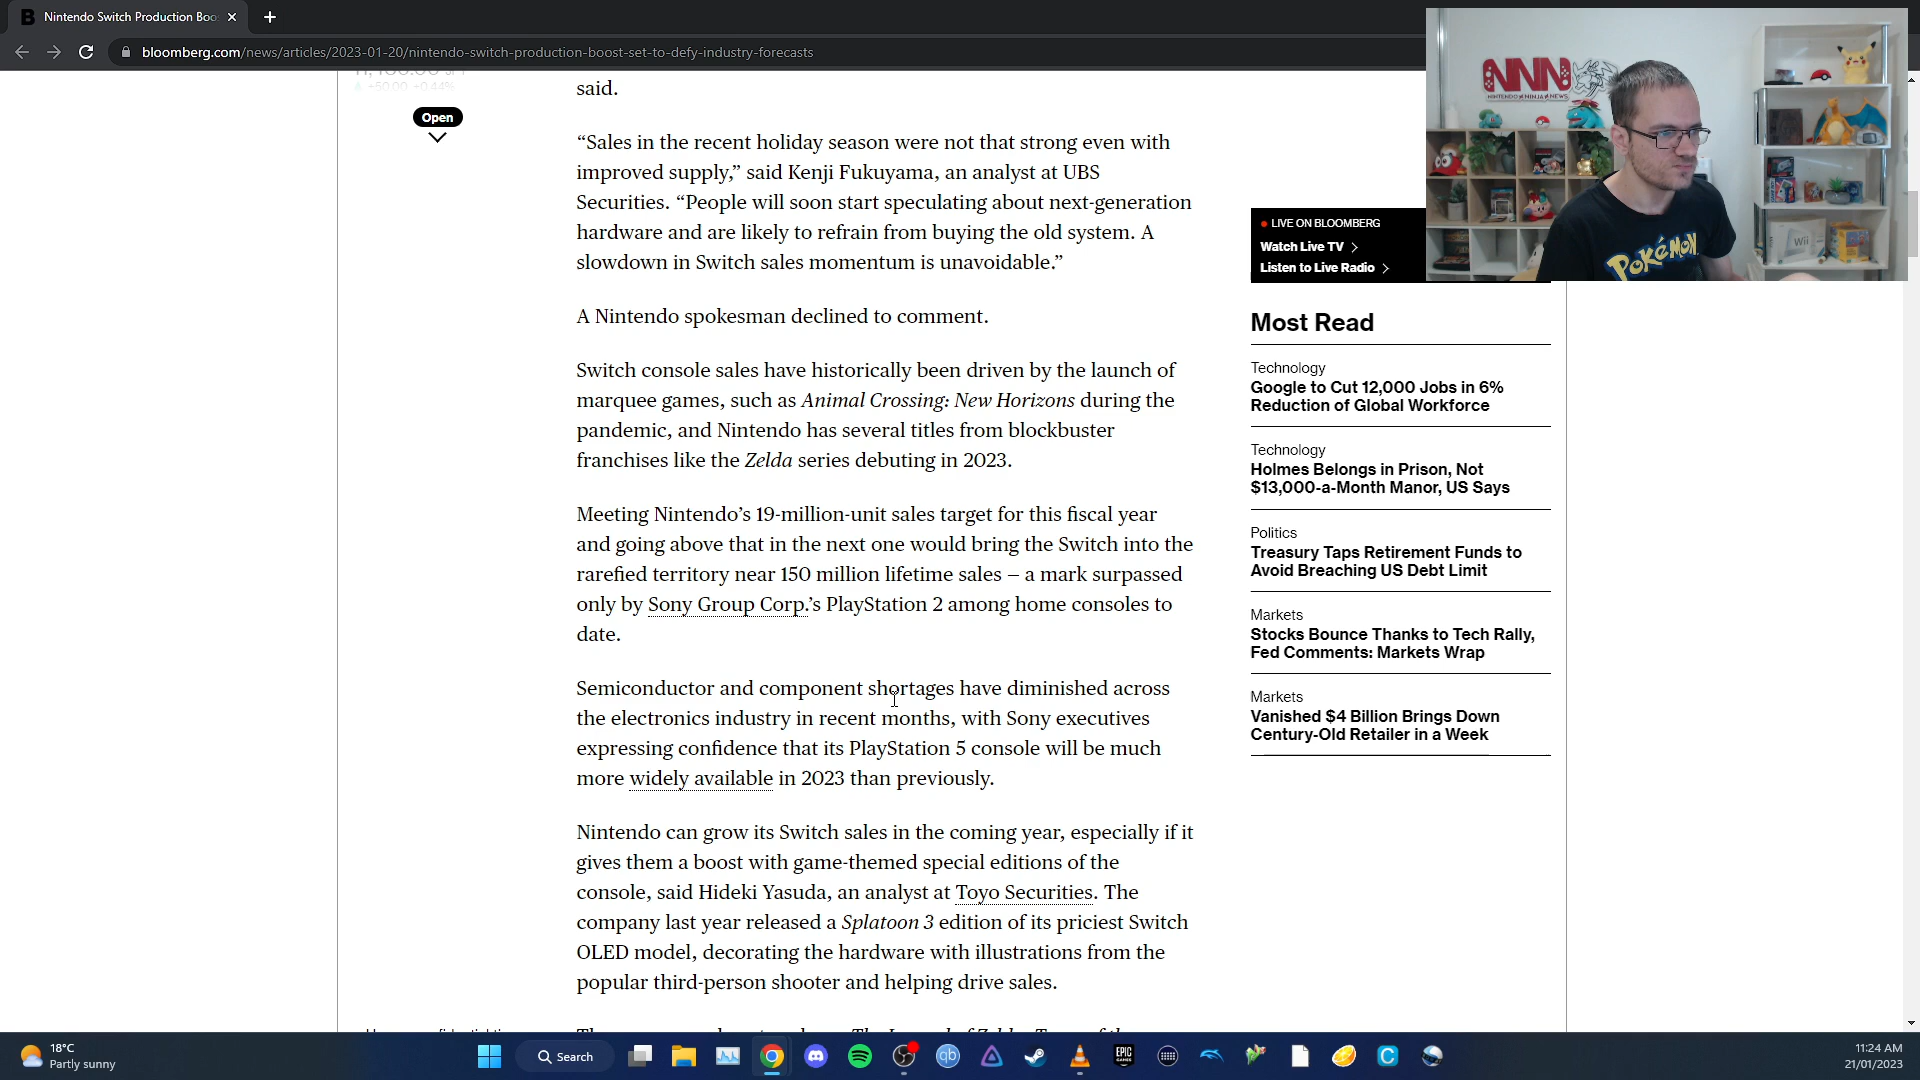 Nintendo Switch Production Boo
bloomberg.com/news/articles/2023-01-20/nintendo-switch-production-boost-set-to-defy-industry-forecasts
+50.00 +0.44%
Open
said.
“Sales in the recent holiday season were not that strong even with
improved supply,” said Kenji Fukuyama, an analyst at UBS
Securities. “People will soon start speculating about next-generation
hardware and are likely to refrain from buying the old system. A
slowdown in Switch sales momentum is unavoidable.”
A Nintendo spokesman declined to comment.
Switch console sales have historically been driven by the launch of
marquee games, such as Animal Crossing: New Horizons during the
pandemic, and Nintendo has several titles from blockbuster
franchises like the Zelda series debuting in 2023.
Meeting Nintendo’s 19-million-unit sales target for this fiscal year
and going above that in the next one would bring the Switch into the
rarefied territory near 150 million lifetime sales — a mark surpassed
only by Sony Group Corp.’s PlayStation 2 among home consoles to
date.
Semiconductor and component shortages have diminished across
the electronics industry in recent months, with Sony executives
expressing confidence that its PlayStation 5 console will be much
more widely available in 2023 than previously.
Nintendo can grow its Switch sales in the coming year, especially if it
gives them a boost with game-themed special editions of the
console, said Hideki Yasuda, an analyst at Toyo Securities. The
company last year released a Splatoon 3 edition of its priciest Switch
OLED model, decorating the hardware with illustrations from the
popular third-person shooter and helping drive sales.
LIVE ON BLOOMBERG
Watch Live TV
Listen to Live Radio
Most Read
Technology
Google to Cut 12,000 Jobs in 6%
Reduction of Global Workforce
Technology
Holmes Belongs in Prison, Not
$13,000-a-Month Manor, US Says
Politics
Treasury Taps Retirement Funds to
Avoid Breaching US Debt Limit
Markets
Stocks Bounce Thanks to Tech Rally,
Fed Comments: Markets Wrap
Markets
Vanished $4 Billion Brings Down
Century-Old Retailer in a Week
NNN
NINTENDO NINJA NEWS
POKéMON
Wii
18°C
Partly sunny
Search
qb
EPIC
GAMES
C
11:24 AM
21/01/2023